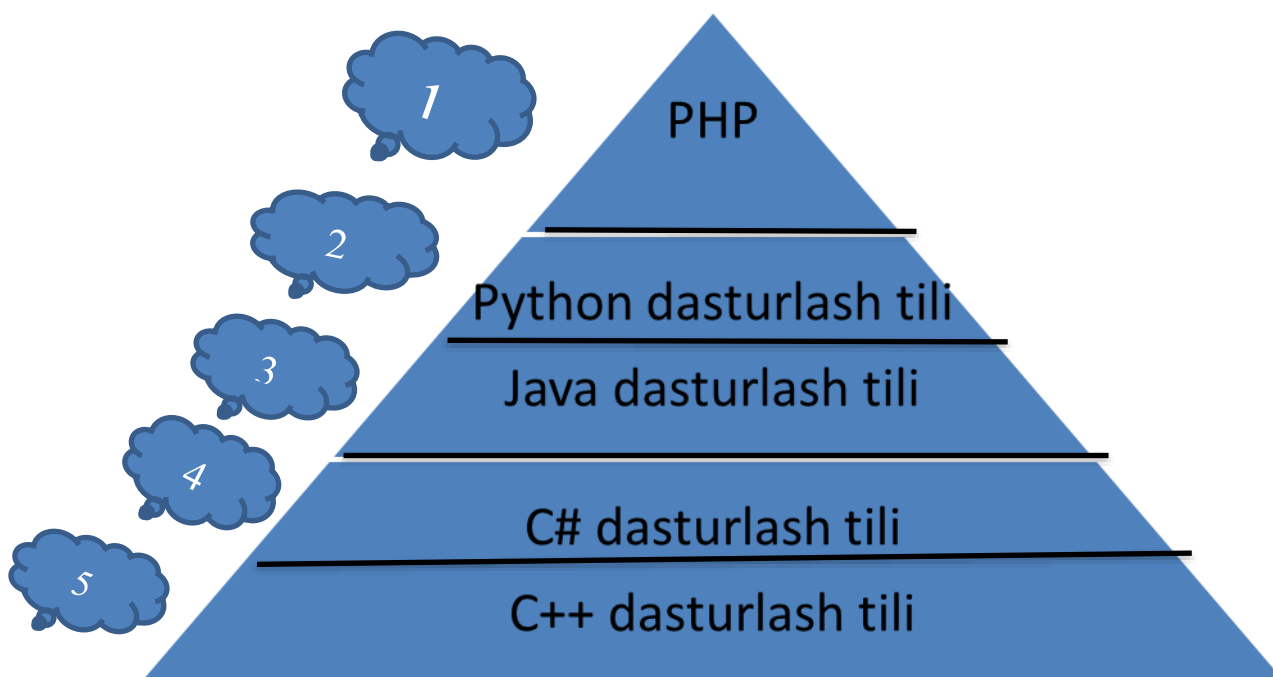 1
PHP
2
Python dasturlash tili
3
Java dasturlash tili
4
C# dasturlash tili
5
C++ dasturlash tili